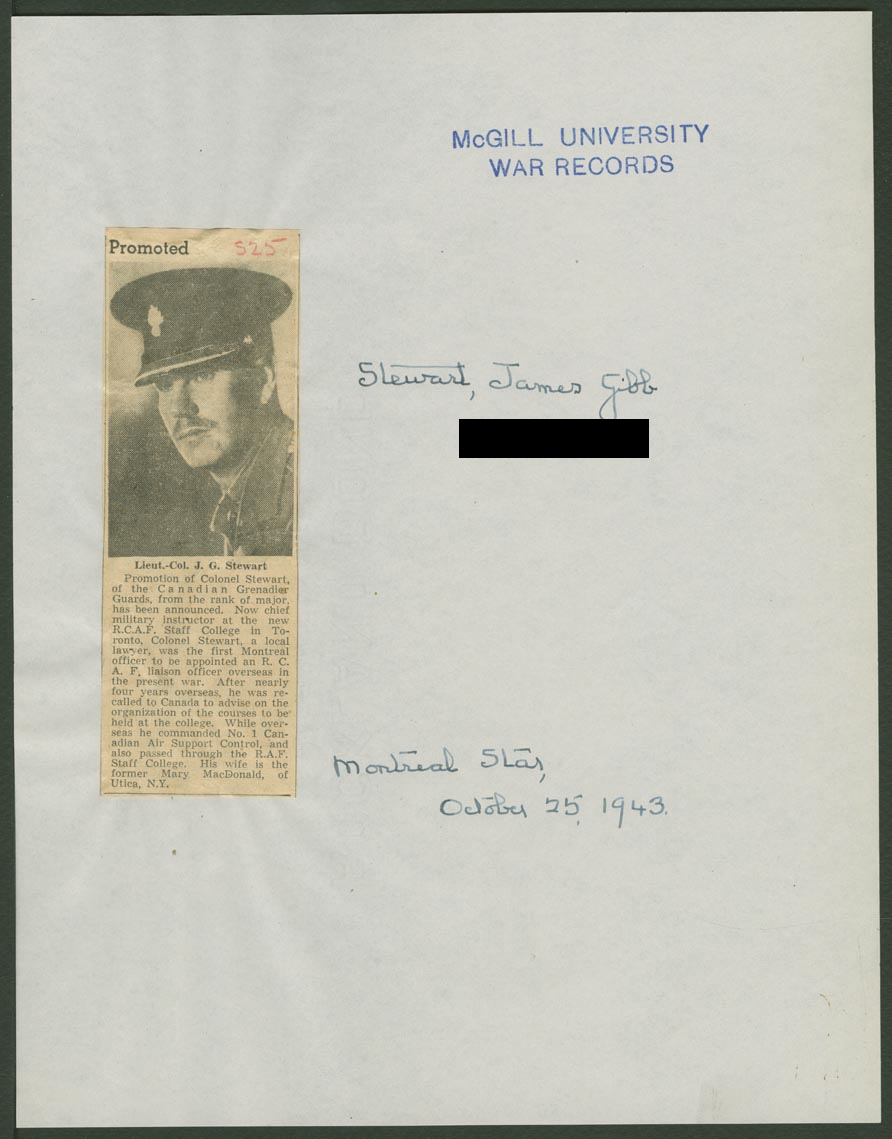 McGILL UNIVERSITY
WAR RECORDS
Promoted S25
Stewart, James Gibb
Lieut.-Col. J. G. Stewart
Promotion of Colonel Stewart,
of the Canadian Grenadier
Guards, from the rank of major,
has been announced. Now chief
military instructor at the new
R.C.A.F. Staff College in To-
ronto, Colonel Stewart, a local
lawyer, was the first Montreal
officer to be appointed an R. C.
A. F. liaison officer overseas in
the present war. After nearly
four years overseas, he was re-
called to Canada to advise on the
organization of the courses to be
held at the college. While over-
seas he commanded No. 1 Can-
adian Air Support Control, and
also passed through the R.A.F.
Staff College. His wife is the
former Mary MacDonald, of
Utica, N.Y.
Montreal Star,
October 25, 1943.